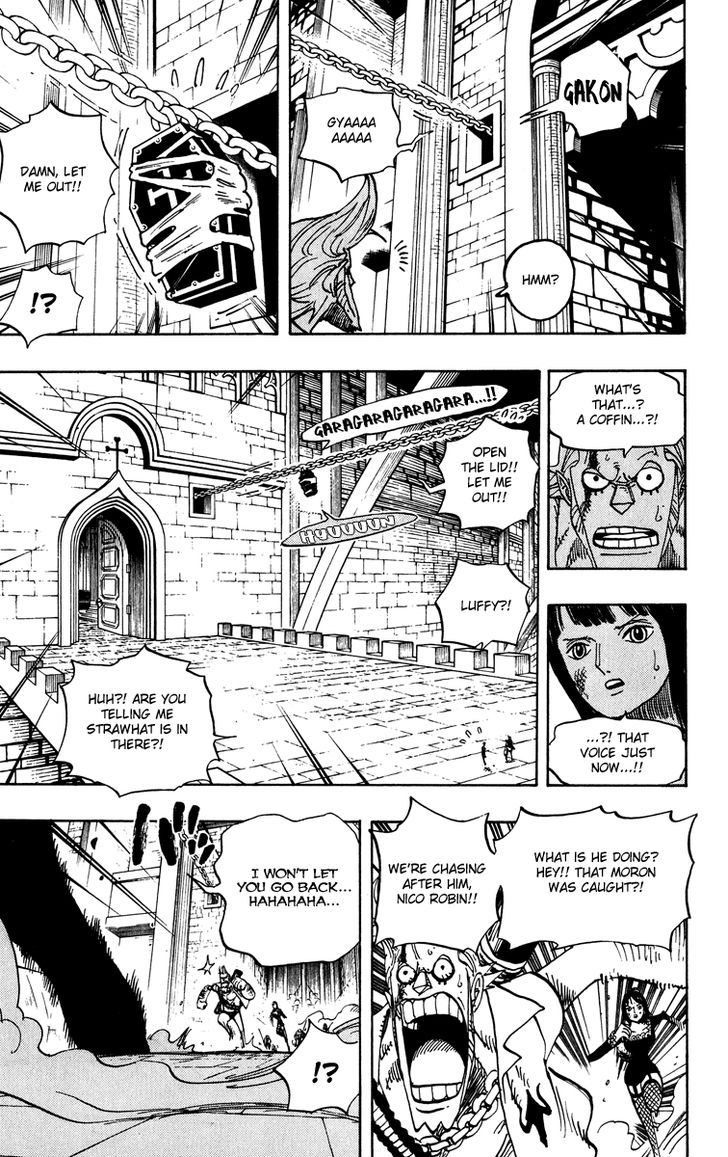 GAKON
GYAAAA
AAAAA
HMM?
DAMN, LET
ME OUT!!
!?
WHAT'S
THAT...?
A COFFIN...?!
GARAGARAGARAGARA...!!
OPEN
THE LID!!
LET ME
OUT!!
HUUUUUN
LUFFY?!
HUH?! ARE YOU
TELLING ME
STRAWHAT IS IN
THERE?!
...?! THAT
VOICE JUST
NOW...!!
WHAT IS HE DOING?
HEY!! THAT MORON
WAS CAUGHT?!
WE'RE CHASING
AFTER HIM,
NICO ROBIN!!
I WON'T LET
YOU GO BACK...
HAHAHAHA...
!?